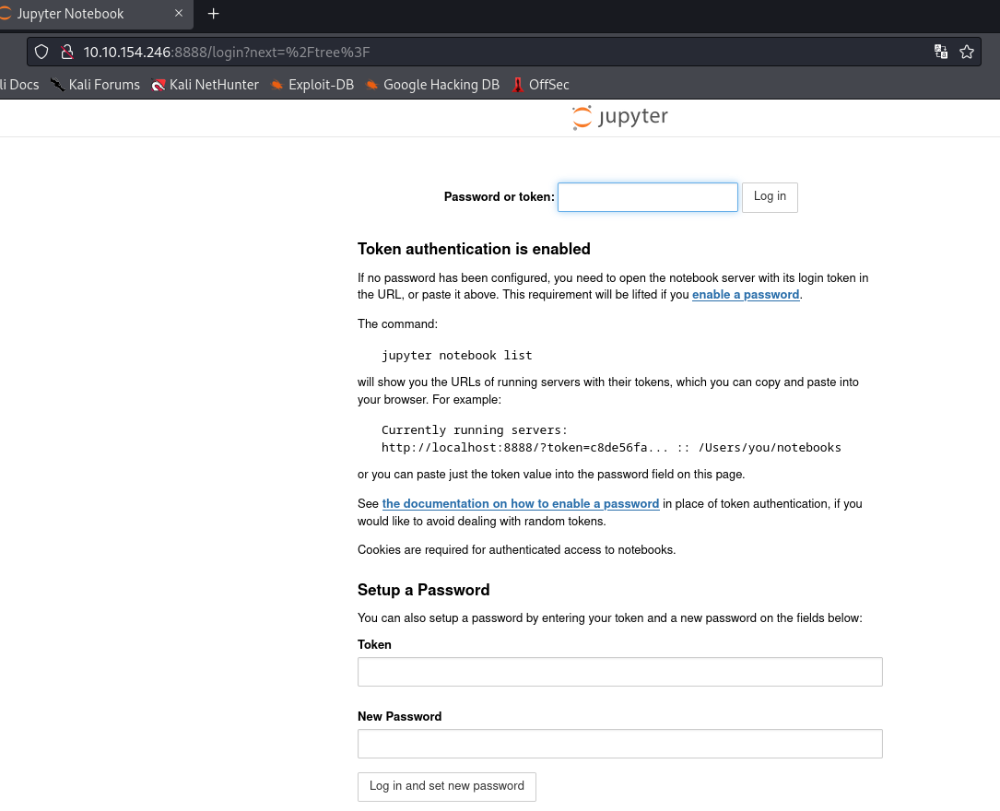 Jupyter Notebook
10.10.154.246:8888/login?next=%2Ftree%3F
li Docs Kali Forums Kali NetHunter Exploit-DB Google Hacking DB OffSec
jupyter
Password or token: Log in
Token authentication is enabled
If no password has been configured, you need to open the notebook server with its login token in
the URL, or paste it above. This requirement will be lifted if you enable a password.
The command:
jupyter notebook list
will show you the URLs of running servers with their tokens, which you can copy and paste into
your browser. For example:
Currently running servers:
http://localhost:8888/?token=c8de56fa... :: /Users/you/notebooks
or you can paste just the token value into the password field on this page.
See the documentation on how to enable a password in place of token authentication, if you
would like to avoid dealing with random tokens.
Cookies are required for authenticated access to notebooks.
Setup a Password
You can also setup a password by entering your token and a new password on the fields below:
Token
New Password
Log in and set new password